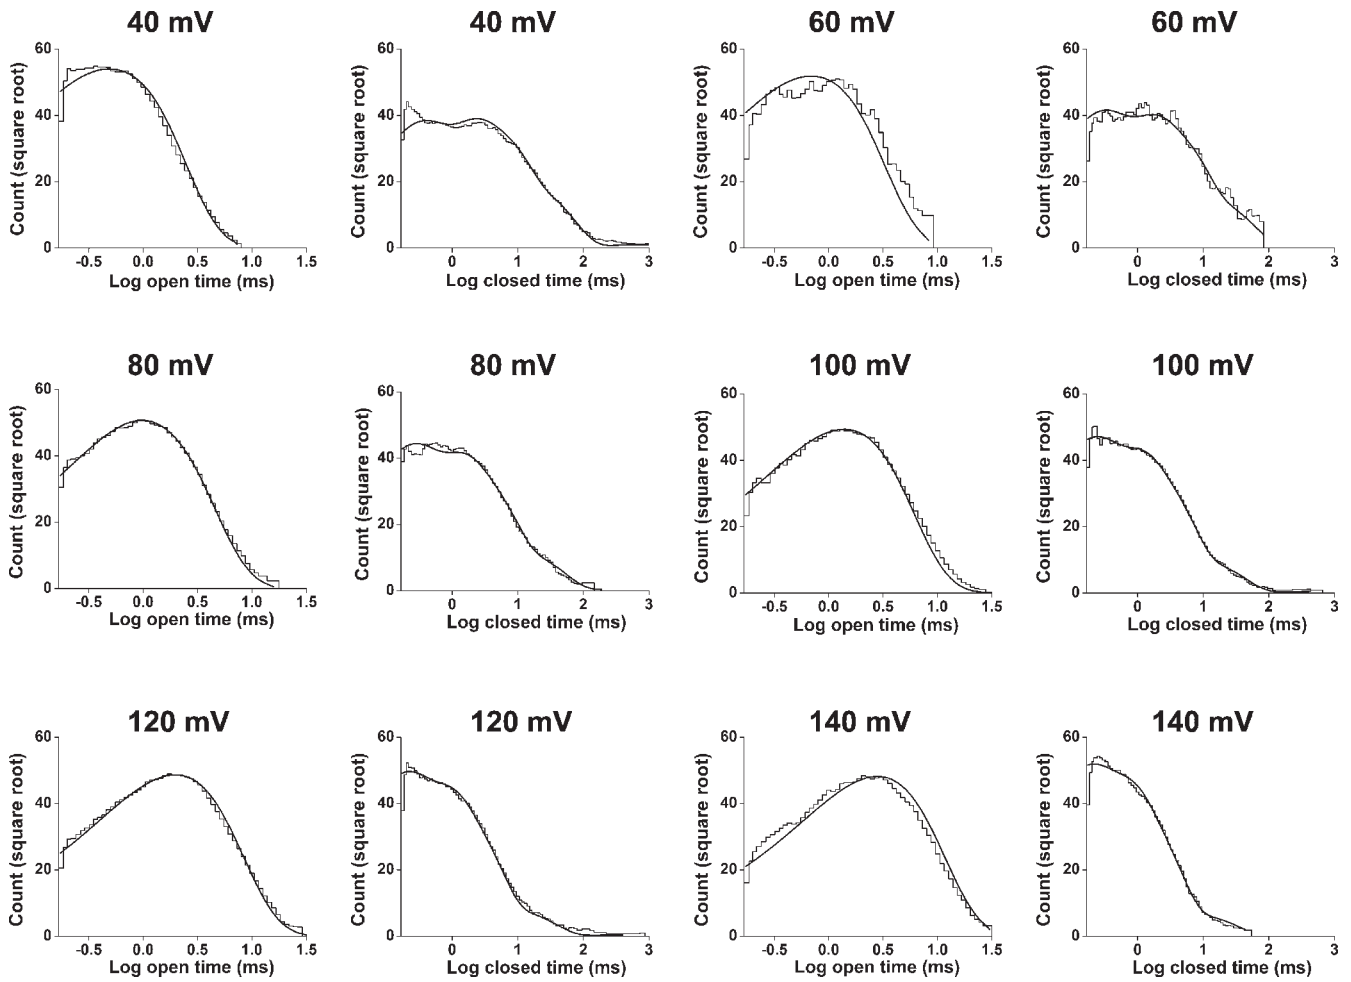 40 mV 40 mV 60 mV 60 mV
60 60 60 60
Count (square root) Count (square root) Count (square root) Count (square root)
40 40 40 40
20 20 20 20
0 0 0 0
-0.5 0.0 0.5 1.0 1.5 0 1 2 3 -0.5 0.0 0.5 1.0 1.5 0 1 2 3
Log open time (ms) Log closed time (ms) Log open time (ms) Log closed time (ms)
80 mV 80 mV 100 mV 100 mV
60 60 60 60
Count (square root) Count (square root) Count (square root) Count (square root)
40 40 40 40
20 20 20 20
0 0 0 0
-0.5 0.0 0.5 1.0 1.5 0 1 2 3 -0.5 0.0 0.5 1.0 1.5 0 1 2 3
Log open time (ms) Log closed time (ms) Log open time (ms) Log closed time (ms)
120 mV 120 mV 140 mV 140 mV
60 60 60 60
Count (square root) Count (square root) Count (square root) Count (square root)
40 40 40 40
20 20 20 20
0 0 0 0
-0.5 0.0 0.5 1.0 1.5 0 1 2 3 -0.5 0.0 0.5 1.0 1.5 0 1 2 3
Log open time (ms) Log closed time (ms) Log open time (ms) Log closed time (ms)